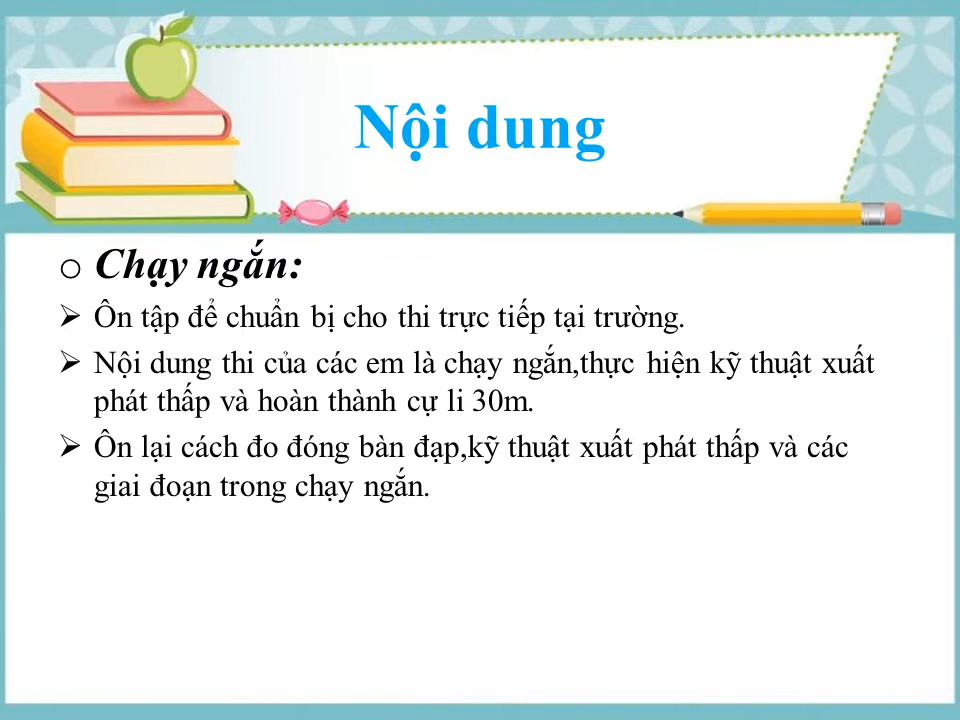 Nội dung
o Chạy ngắn:
➢ Ôn tập để chuẩn bị cho thi trực tiếp tại trường.
➢ Nội dung thi của các em là chạy ngắn,thực hiện kỹ thuật xuất
phát thấp và hoàn thành cự li 30m.
➢ Ôn lại cách đo đóng bàn đạp,kỹ thuật xuất phát thấp và các
giai đoạn trong chạy ngắn.